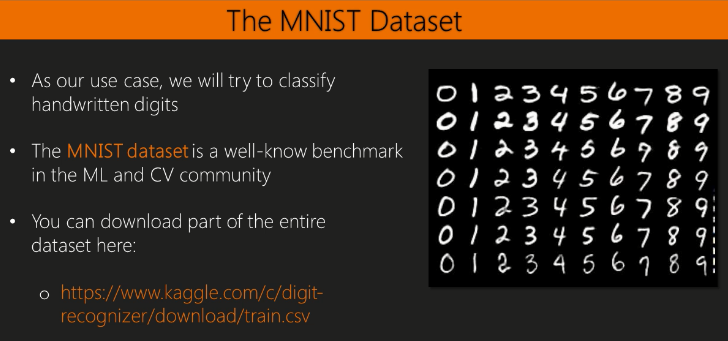 The MNIST Dataset
• As our use case, we will try to classify
handwritten digits
• The MNIST dataset is a well-know benchmark
in the ML and CV community
• You can download part of the entire
dataset here:
o https://www.kaggle.com/c/digit-
recognizer/download/train.csv
0 1 2 3 4 5 6 7 8 9
0 1 2 3 4 5 6 7 8 9
0 1 2 3 4 5 6 7 8 9
0 1 2 3 4 5 6 7 8 9
0 1 2 3 4 5 6 7 8 9
0 1 2 3 4 5 6 7 8 9
0 1 2 3 4 5 6 7 8 9